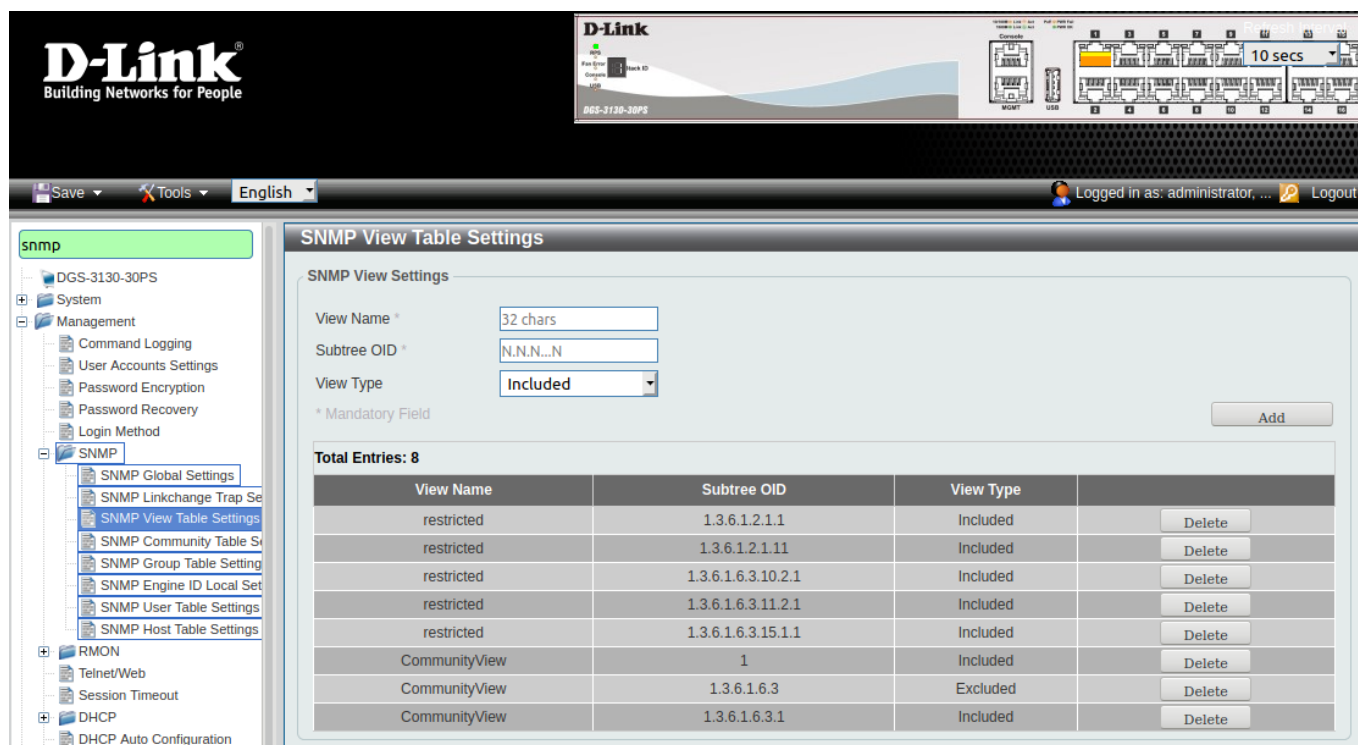 D-Link®
Building Networks for People
D-Link
RPS
Fan Error
Console
USB
Stack ID
DGS-3130-30PS
Console
MGMT
USB
Refresh Interval
10 secs
Save
Tools
English
Logged in as: administrator, ...
Logout
snmp
DGS-3130-30PS
System
Management
Command Logging
User Accounts Settings
Password Encryption
Password Recovery
Login Method
SNMP
SNMP Global Settings
SNMP Linkchange Trap Se
SNMP View Table Settings
SNMP Community Table Se
SNMP Group Table Setting
SNMP Engine ID Local Set
SNMP User Table Settings
SNMP Host Table Settings
RMON
Telnet/Web
Session Timeout
DHCP
DHCP Auto Configuration
SNMP View Table Settings
SNMP View Settings
View Name *
32 chars
Subtree OID *
N.N.N...N
View Type
Included
* Mandatory Field
Add
Total Entries: 8
View Name Subtree OID View Type
restricted 1.3.6.1.2.1.1 Included Delete
restricted 1.3.6.1.2.1.11 Included Delete
restricted 1.3.6.1.6.3.10.2.1 Included Delete
restricted 1.3.6.1.6.3.11.2.1 Included Delete
restricted 1.3.6.1.6.3.15.1.1 Included Delete
CommunityView 1 Included Delete
CommunityView 1.3.6.1.6.3 Excluded Delete
CommunityView 1.3.6.1.6.3.1 Included Delete